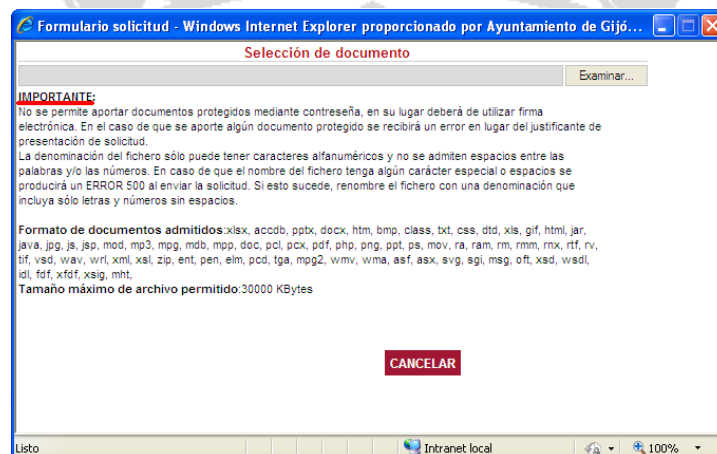 Formulario solicitud - Windows Internet Explorer proporcionado por Ayuntamiento de Gijó...
Selección de documento
Examinar...
IMPORTANTE:
No se permite aportar documentos protegidos mediante contreseña, en su lugar deberá de utilizar firma
electrónica. En el caso de que se aporte algún documento protegido se recibirá un error en lugar del justificante de
presentación de solicitud.
La denominación del fichero sólo puede tener caracteres alfanuméricos y no se admiten espacios entre las
palabras y/o las números. En caso de que el nombre del fichero tenga algún carácter especial o espacios se
producirá un ERROR 500 al enviar la solicitud. Si esto sucede, renombre el fichero con una denominación que
incluya sólo letras y números sin espacios.
Formato de documentos admitidos:xlsx, accdb, pptx, docx, htm, bmp, class, txt, css, dtd, xls, gif, html, jar,
java, jpg, js, jsp, mod, mp3, mpg, mdb, mpp, doc, pcl, pcx, pdf, php, png, ppt, ps, mov, ra, ram, rm, rmm, rnx, rtf, rv,
tif, vsd, wav, wrl, xml, xsl, zip, ent, pen, elm, pcd, tga, mpg2, wmv, wma, asf, asx, svg, sgi, msg, oft, xsd, wsdl,
idl, fdf, xfdf, xsig, mht,
Tamaño máximo de archivo permitido:30000 KBytes
CANCELAR
Listo
Intranet local
100%